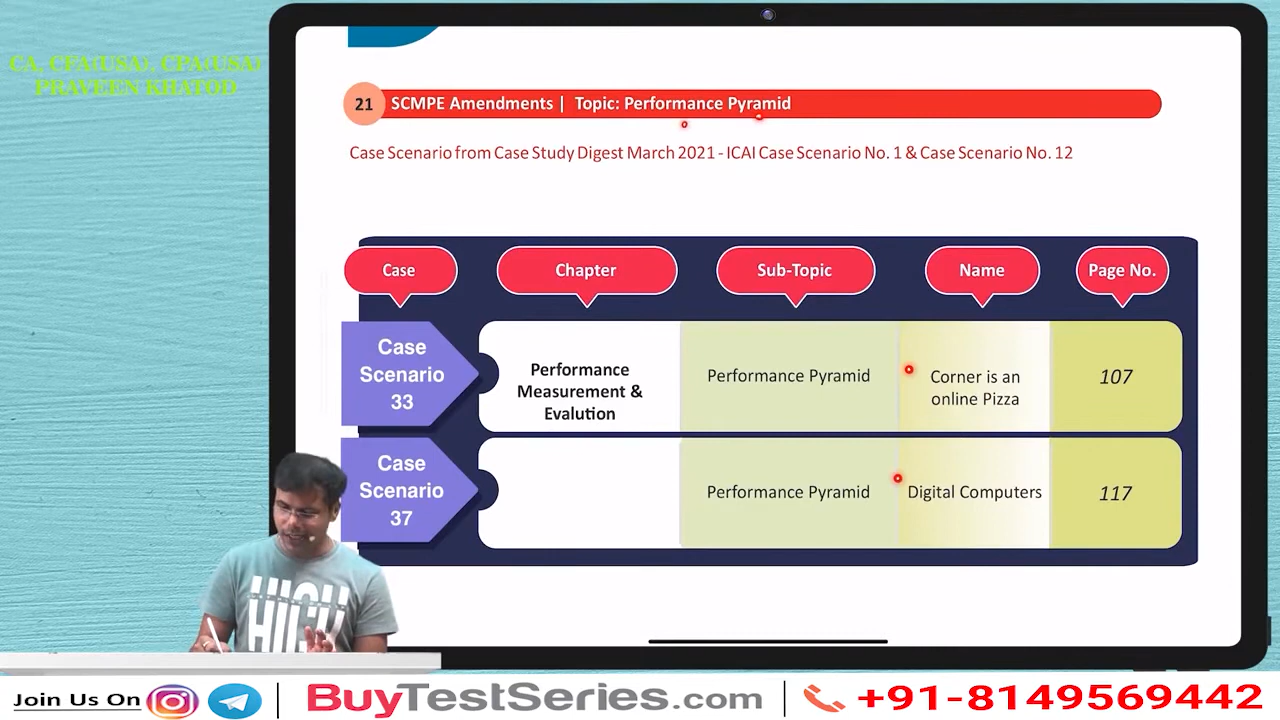 CA, CFA(USA), CPA(USA)
PRAVEEN KHATOD
21 SCMPE Amendments | Topic: Performance Pyramid
Case Scenario from Case Study Digest March 2021 - ICAI Case Scenario No. 1 & Case Scenario No. 12
Case Chapter Sub-Topic Name Page No.
Case
Scenario
33
Performance
Measurement &
Evalution
Performance Pyramid
Corner is an
online Pizza
107
Case
Scenario
37
Performance Pyramid
Digital Computers
117
HIGH
Join Us On
BuyTestSeries.com
+91-8149569442